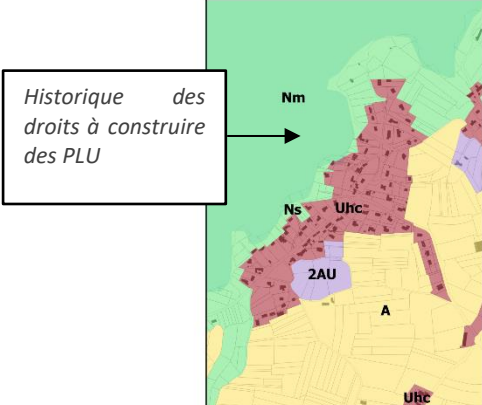 Historique des
droits à construire
des PLU
Nm
Ns
Uhc
2AU
A
Uhc